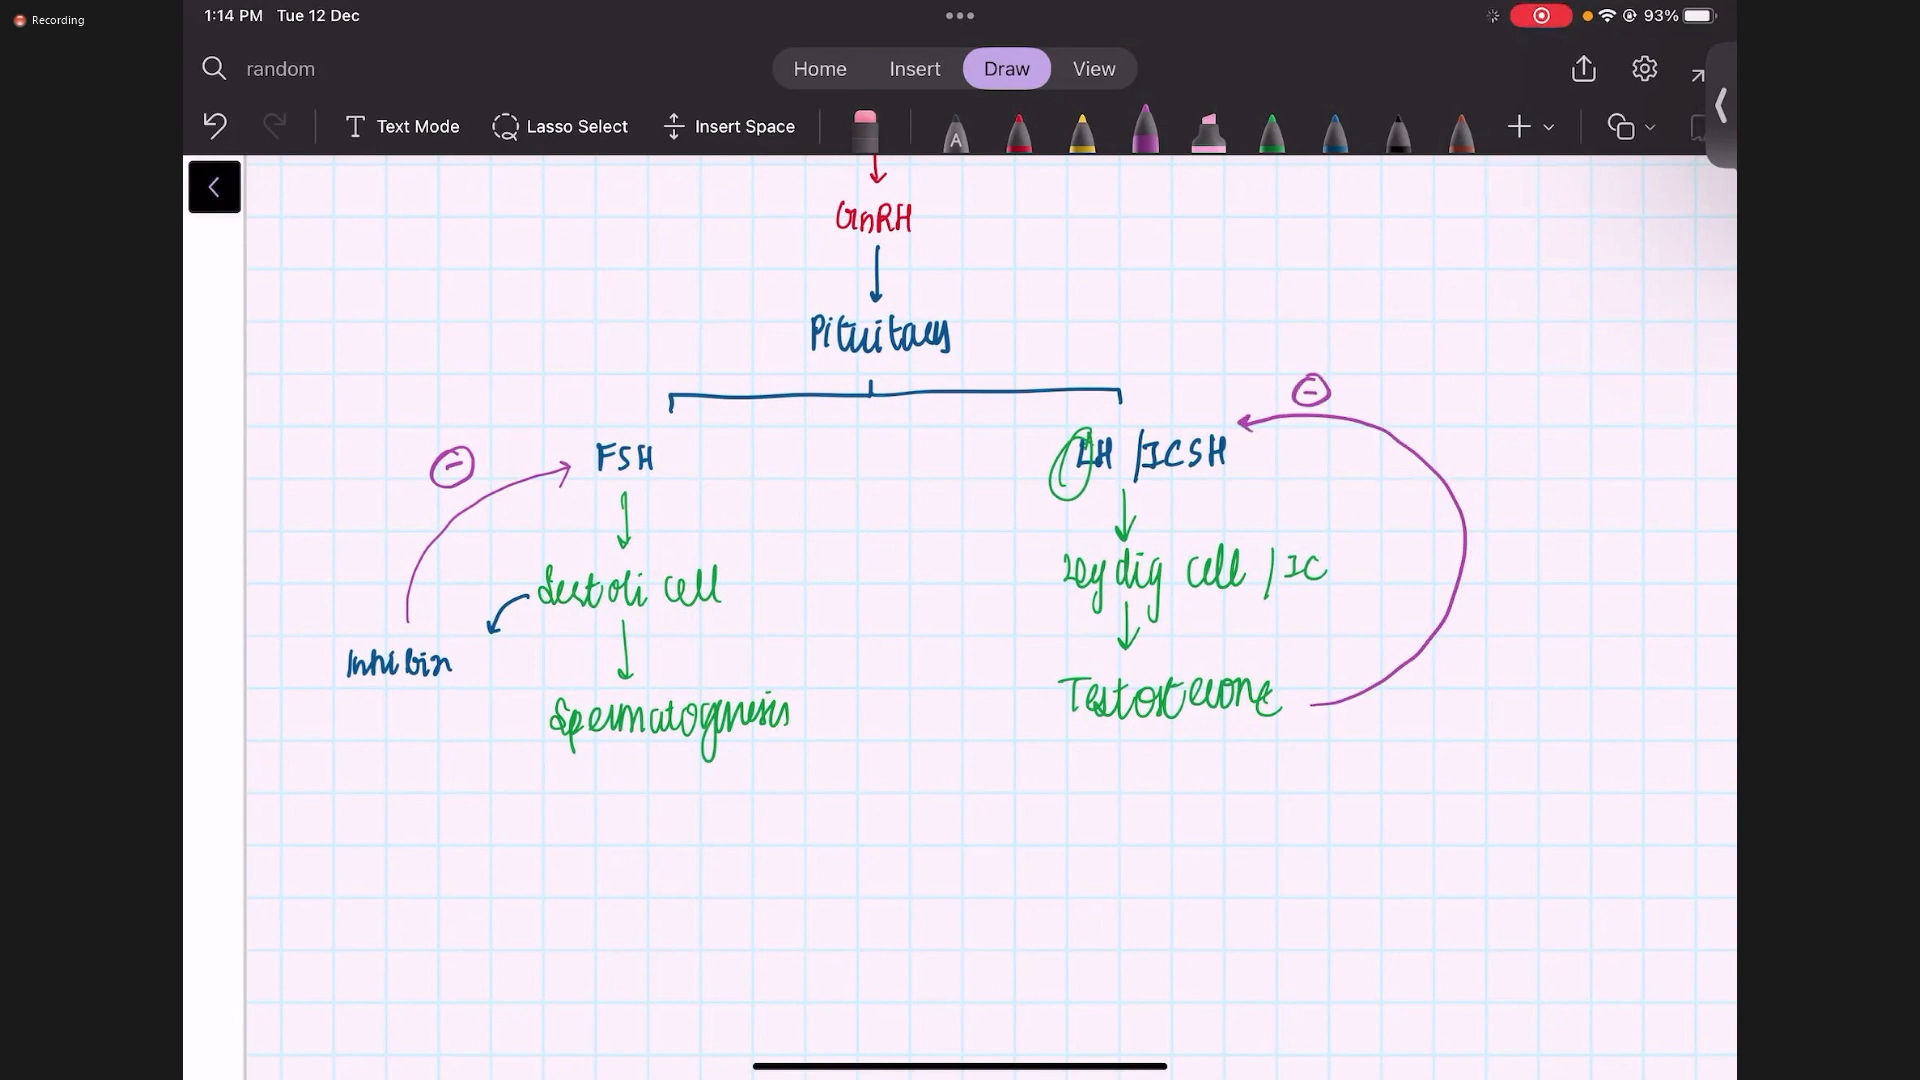 Recording
1:14 PM Tue 12 Dec
93%
random
Home Insert Draw View
Text Mode Lasso Select Insert Space
A
GnRH
Pituitary
FSH
LH /ICSH
Sertoli cell
Leydig cell / IC
Inhibin
Spermatognesis
Testosterone